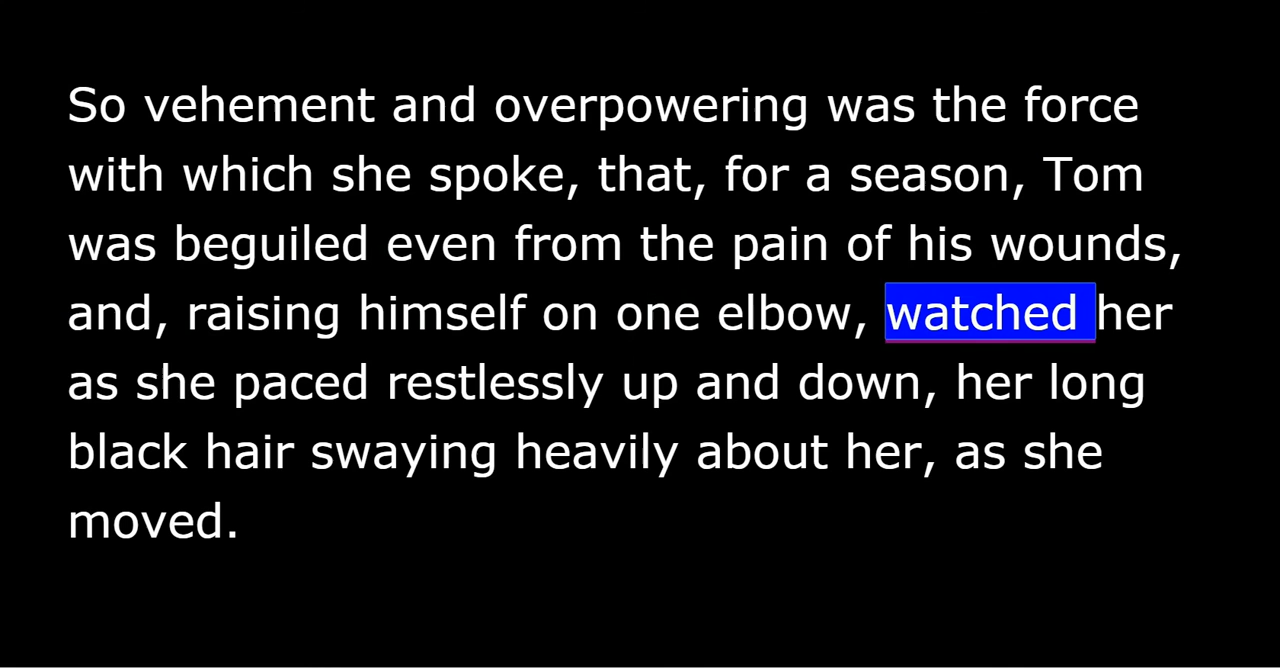 So vehement and overpowering was the force
with which she spoke, that, for a season, Tom
was beguiled even from the pain of his wounds,
and, raising himself on one elbow, watched her
as she paced restlessly up and down, her long
black hair swaying heavily about her, as she
moved.